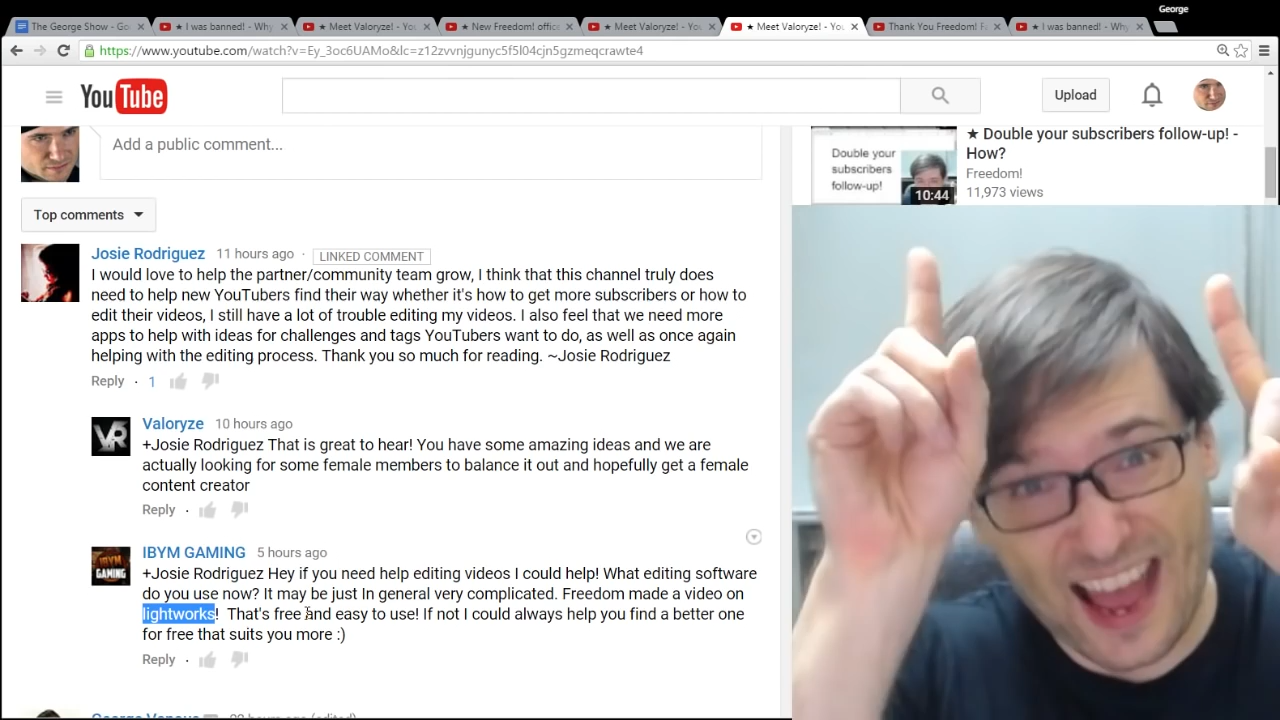 George
The George Show - Go
★ I was banned! - Why
★ Meet Valoryze! - Yo
★ New Freedom! office
★ Meet Valoryze! - Yo
★ Meet Valoryze! - Yo
Thank You Freedom! F
★ I was banned! - Why
https://www.youtube.com/watch?v=Ey_3oc6UAMo&lc=z12zvvnjgunyc5f5l04cjn5gzmeqcrawte4
YouTube
Upload
Add a public comment...
★ Double your subscribers follow-up! -
How?
Freedom!
11,973 views
Double your
subscribers
follow-up!
10:44
Top comments
Josie Rodriguez 11 hours ago · LINKED COMMENT
I would love to help the partner/community team grow, I think that this channel truly does
need to help new YouTubers find their way whether it's how to get more subscribers or how to
edit their videos, I still have a lot of trouble editing my videos. I also feel that we need more
apps to help with ideas for challenges and tags YouTubers want to do, as well as once again
helping with the editing process. Thank you so much for reading. ~Josie Rodriguez
Reply · 1
Valoryze 10 hours ago
+Josie Rodriguez That is great to hear! You have some amazing ideas and we are
actually looking for some female members to balance it out and hopefully get a female
content creator
Reply ·
VR
IBYM GAMING 5 hours ago
+Josie Rodriguez Hey if you need help editing videos I could help! What editing software
do you use now? It may be just In general very complicated. Freedom made a video on
lightworks! That's free and easy to use! If not I could always help you find a better one
for free that suits you more :)
Reply ·
IBYM
GAMING